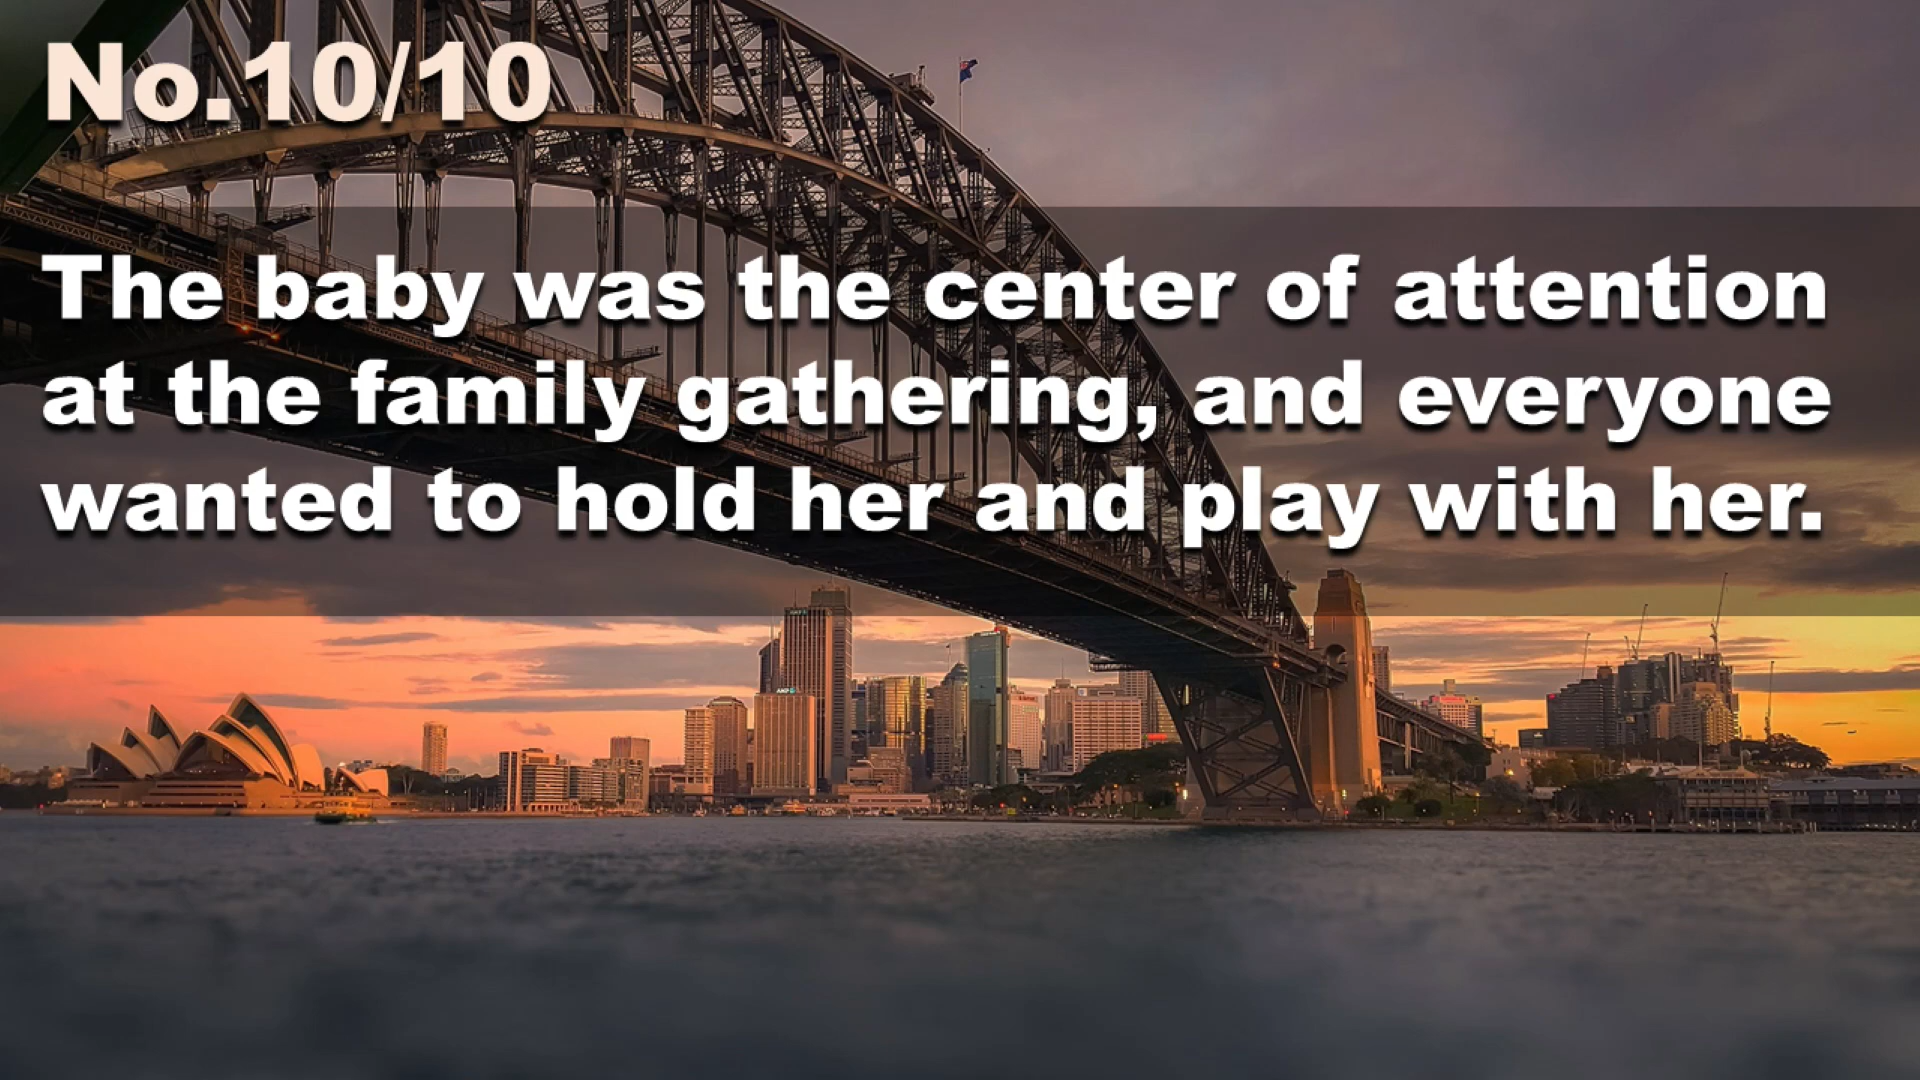 No.10/10
The baby was the center of attention
at the family gathering, and everyone
wanted to hold her and play with her.
AMP